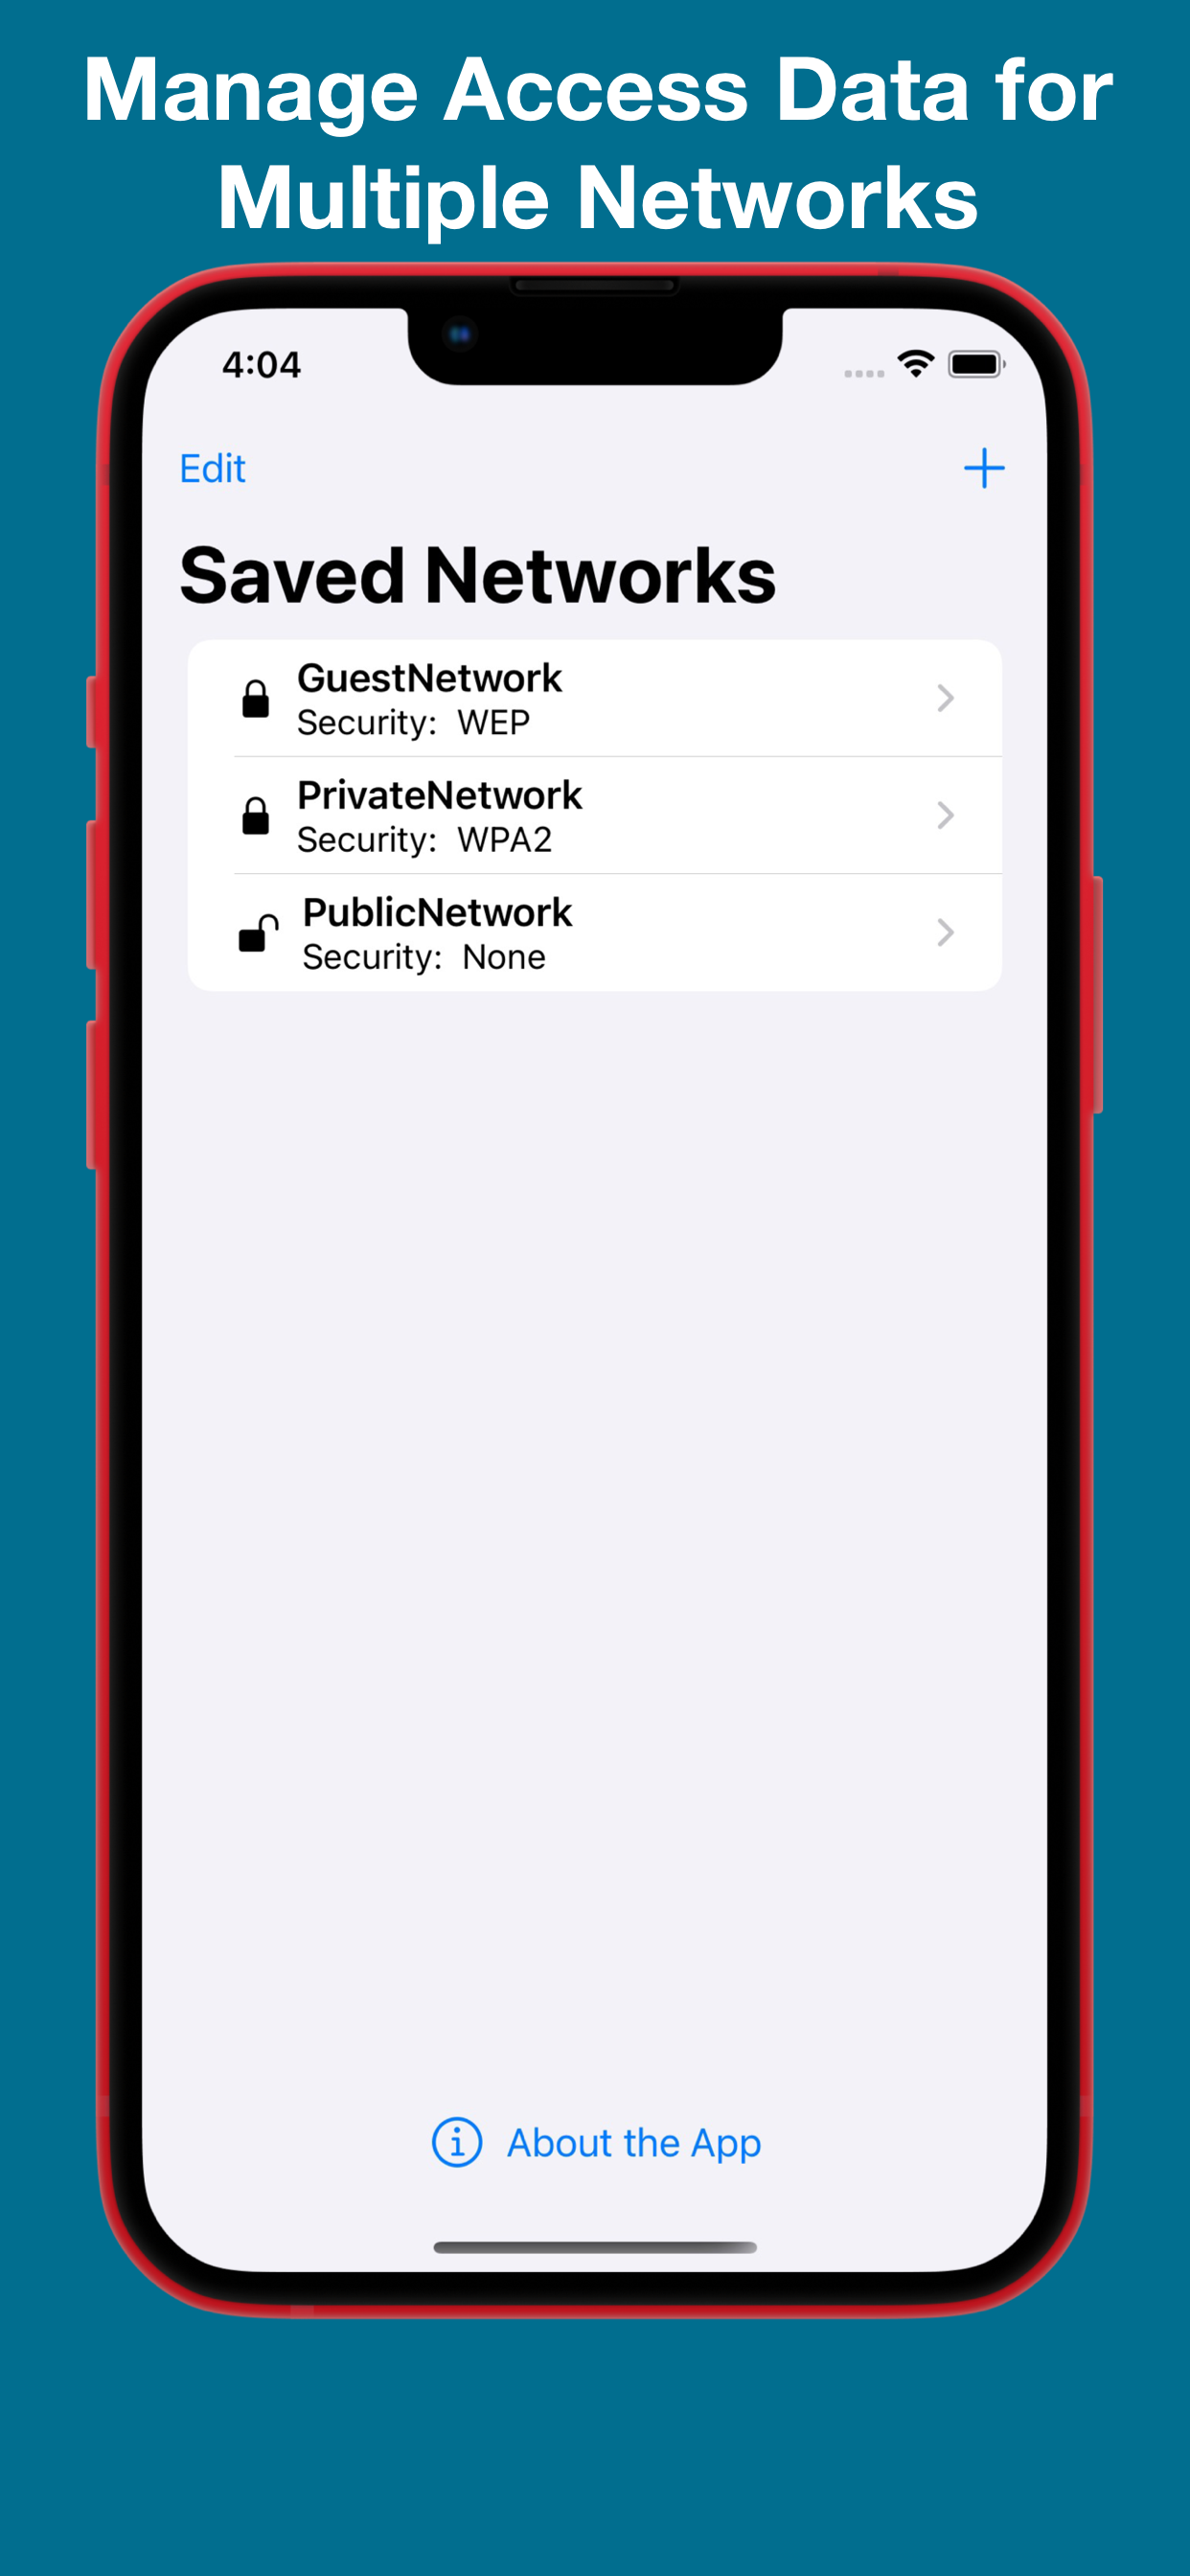 Manage Access Data for
Multiple Networks
4:04
Edit
Saved Networks
GuestNetwork
Security: WEP
PrivateNetwork
Security: WPA2
PublicNetwork
Security: None
About the App